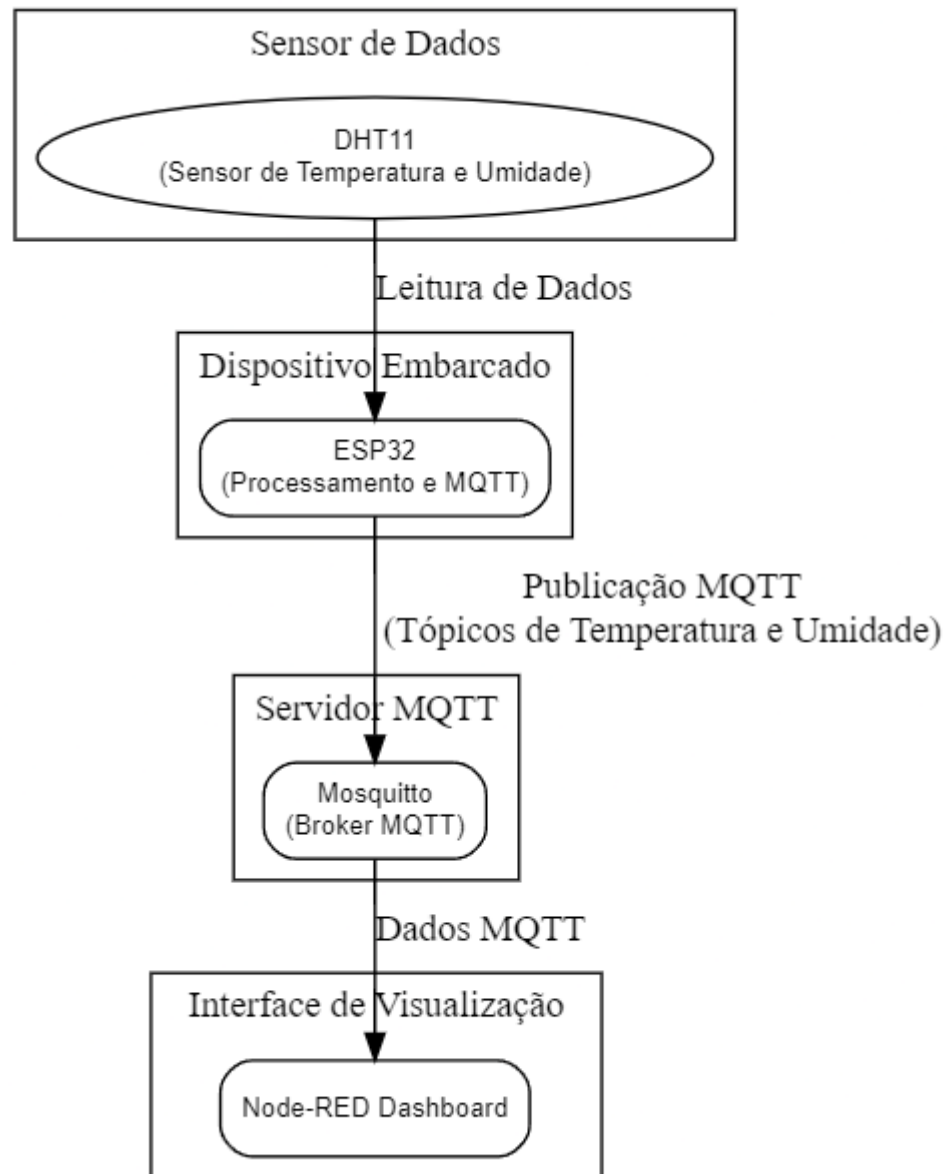 Sensor de Dados
DHT11
(Sensor de Temperatura e Umidade)
Leitura de Dados
Dispositivo Embarcado
ESP32
(Processamento e MQTT)
Publicação MQTT
(Tópicos de Temperatura e Umidade)
Servidor MQTT
Mosquitto
(Broker MQTT)
Dados MQTT
Interface de Visualização
Node-RED Dashboard